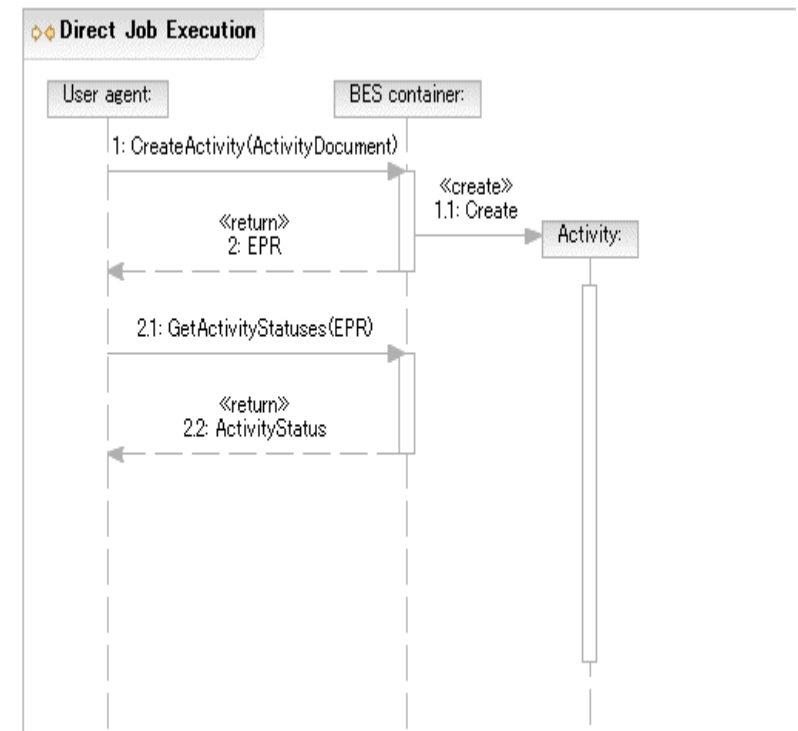 Direct Job Execution
User agent:
BES container:
1: CreateActivity(ActivityDocument)
«create»
1.1: Create
Activity:
«return»
2: EPR
2.1: GetActivityStatuses(EPR)
«return»
2.2: ActivityStatus